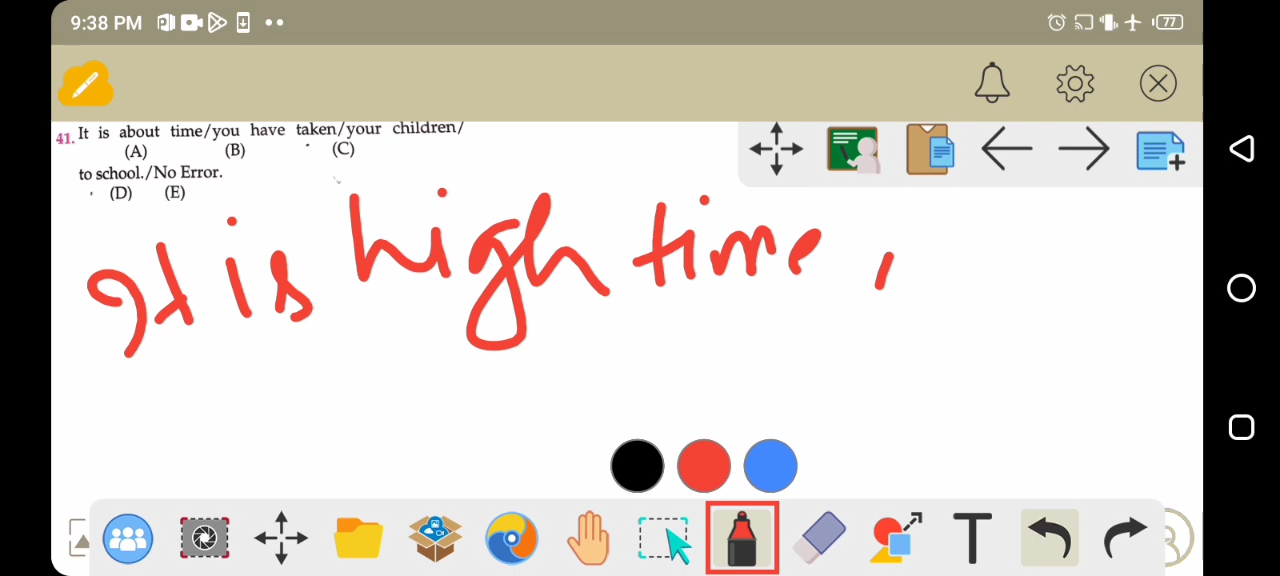 9:38 PM
77
41. It is about time/you have taken/your children/
(A) (B) (C)
to school./No Error.
(D) (E)
It is high time,
T